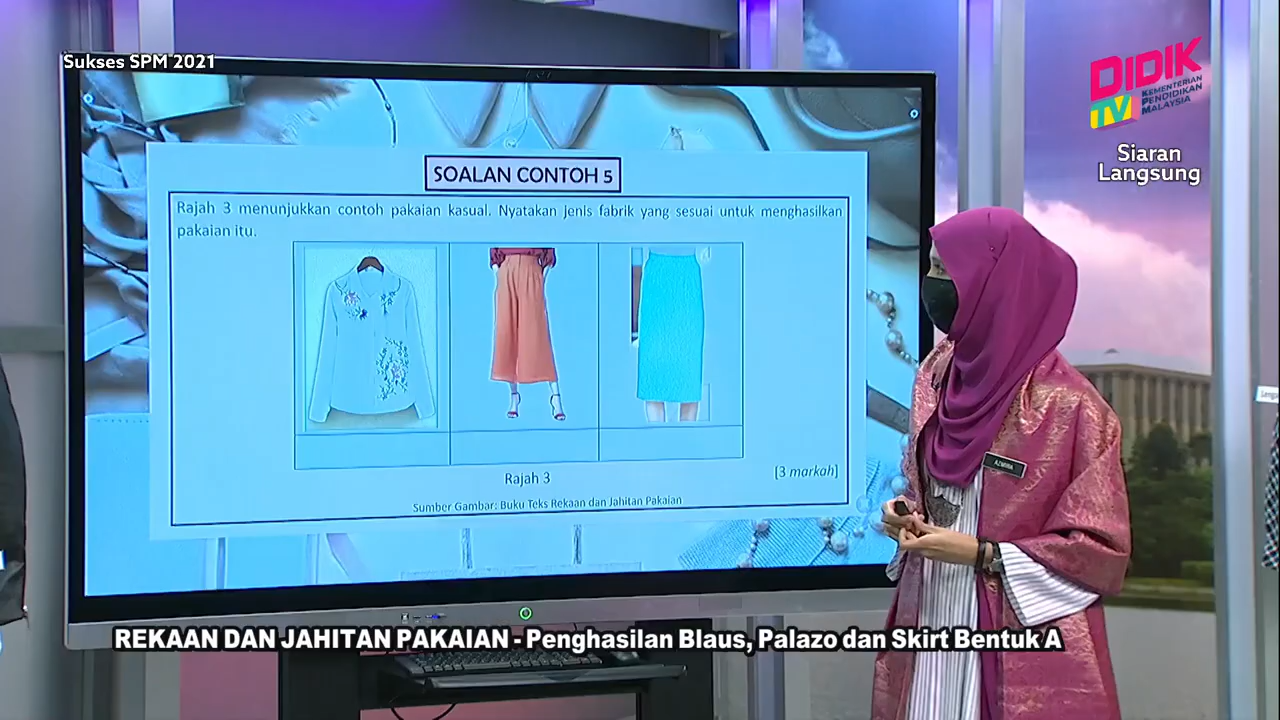 Sukses SPM 2021
DIDIK
TV
KEMENTERIAN
PENDIDIKAN
MALAYSIA
Siaran
Langsung
SOALAN CONTOH 5
Rajah 3 menunjukkan contoh pakaian kasual. Nyatakan jenis fabrik yang sesuai untuk menghasilkan
pakaian itu.
Rajah 3
[3 markah]
Sumber Gambar: Buku Teks Rekaan dan Jahitan Pakaian
AZMIRA
REKAAN DAN JAHITAN PAKAIAN - Penghasilan Blaus, Palazo dan Skirt Bentuk A